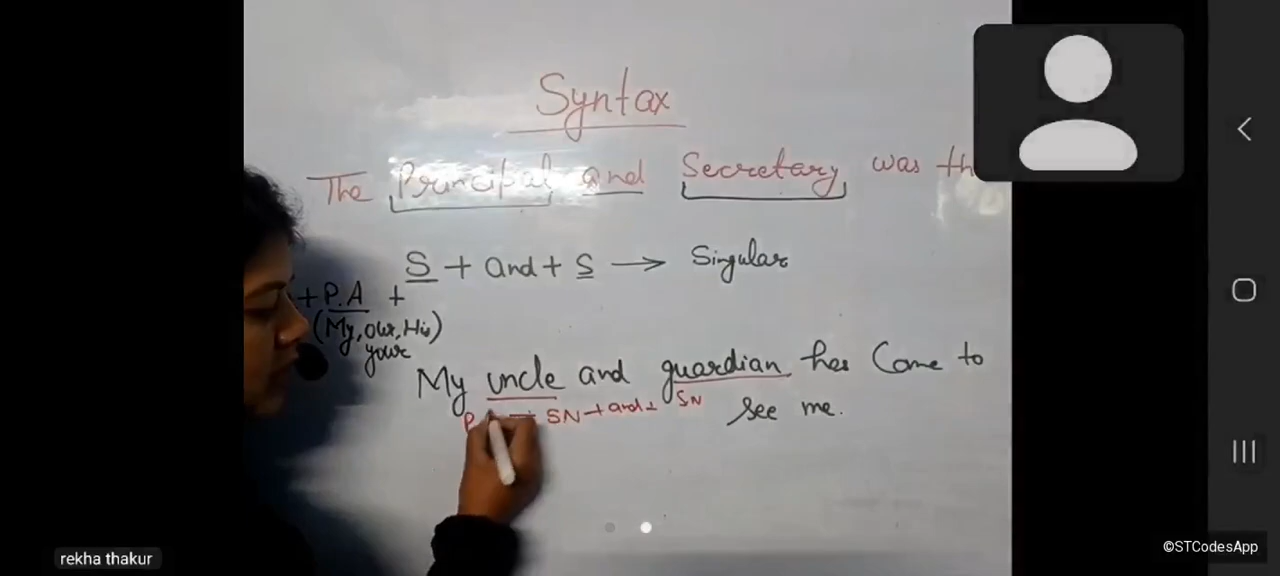 Syntax
The Principal and Secretary was th
S + and + S → Singular
+ P.A +
(My, Our, His)
your
My uncle and guardian has Come to
SN + and + SN
see me.
rekha thakur
©STCodesApp